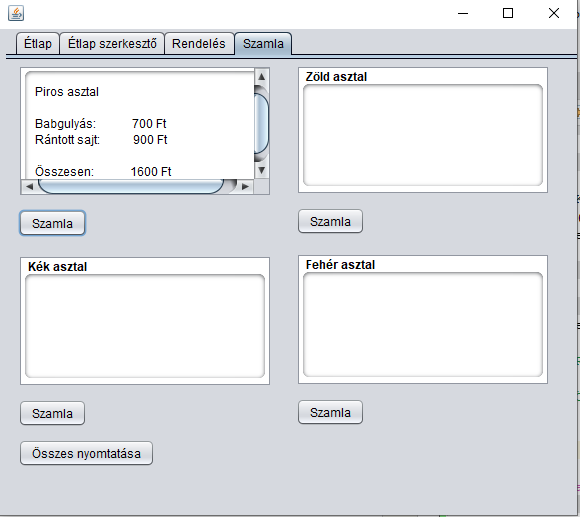 Étlap Étlap szerkesztő Rendelés Szamla
Piros asztal
Babgulyás: 700 Ft
Rántott sajt: 900 Ft
Összesen: 1600 Ft
Szamla
Zöld asztal
Szamla
Kék asztal
Szamla
Fehér asztal
Szamla
Összes nyomtatása